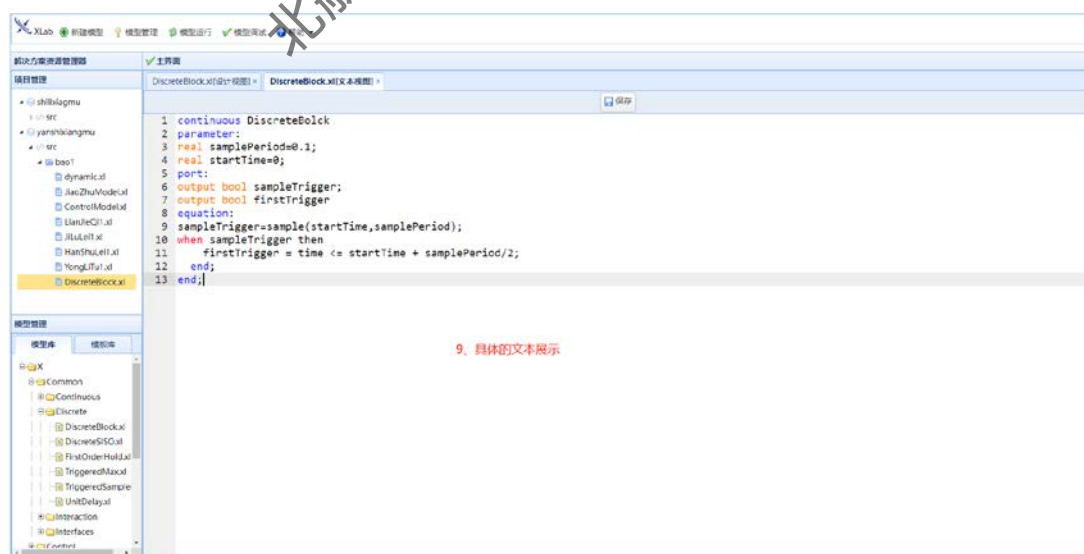 XLab 新建模型 模型管理 模型运行 模型调试
解决方案资源管理器
主界面
项目管理
DiscreteBlock.xl[设计视图] × DiscreteBlock.xl[文本视图] ×
保存
shilixiagmu
src
yanshixiangmu
src
bao1
dynamic.xl
JiaoZhuModel.xl
ControlModel.xl
LianJieQi1.xl
JiLuLei1.xl
HanShuLei1.xl
YongLiTu1.xl
DiscreteBlock.xl
1 continuous DiscreteBolck
2 parameter:
3 real samplePeriod=0.1;
4 real startTime=0;
5 port:
6 output bool sampleTrigger;
7 output bool firstTrigger
8 equation:
9 sampleTrigger=sample(startTime,samplePeriod);
10 when sampleTrigger then
11 firstTrigger = time <= startTime + samplePeriod/2;
12 end;
13 end;
9、具体的文本展示
模型管理
模型库 模板库
X
Common
Continuous
Discrete
DiscreteBlock.xl
DiscreteSISO.xl
FirstOrderHold.xl
TriggeredMax.xl
TriggeredSample
UnitDelay.xl
Interaction
Interfaces
Control